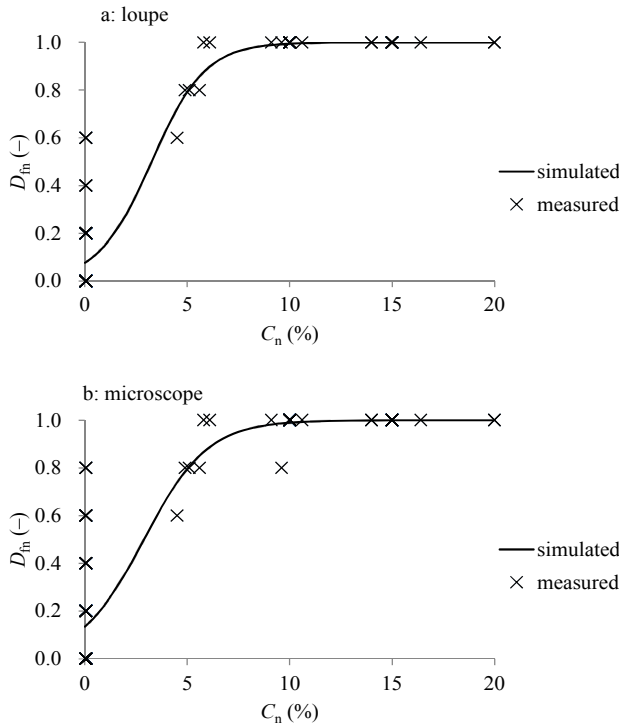 a: loupe
1.0
0.8
0.6
0.4
0.2
0.0
Dfn (–)
0 5 10 15 20
Cn (%)
simulated
measured
b: microscope
1.0
0.8
0.6
0.4
0.2
0.0
Dfn (–)
0 5 10 15 20
Cn (%)
simulated
measured